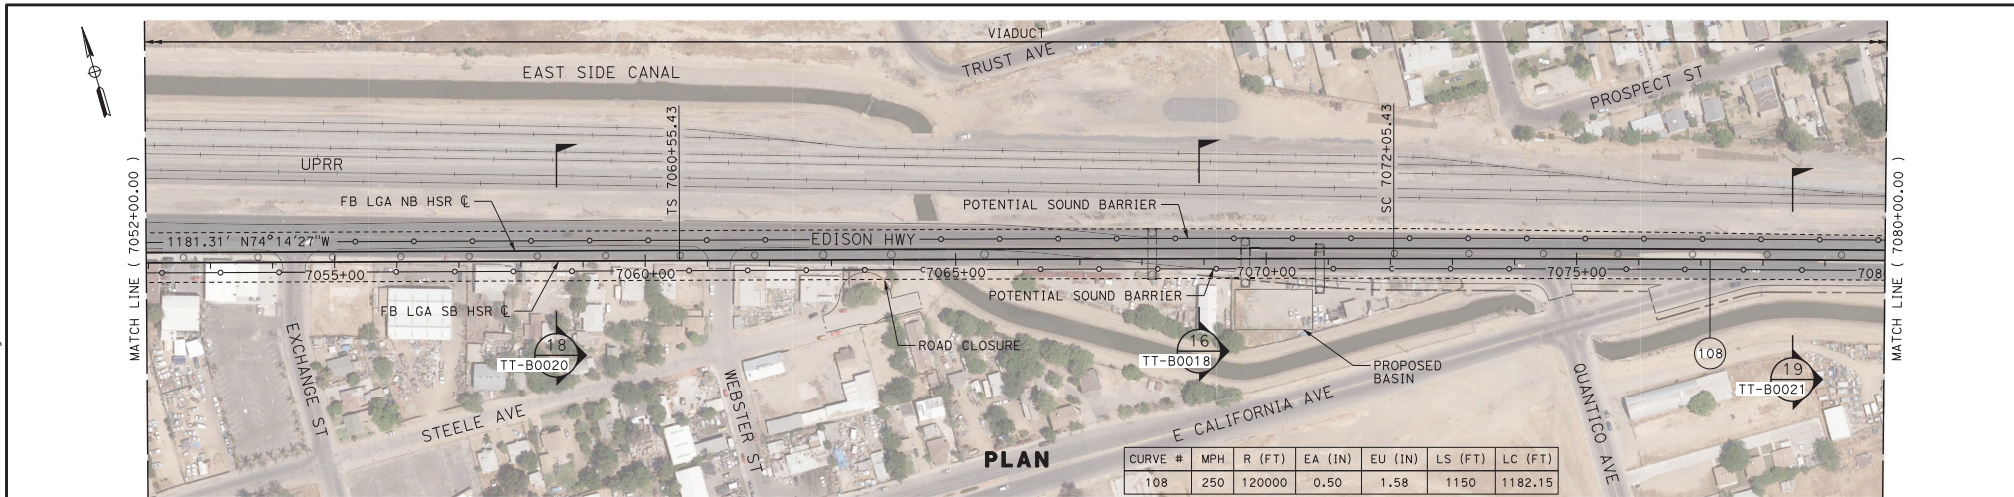 VIADUCT
TRUST AVE
EAST SIDE CANAL
PROSPECT ST
TS 7060+55.43
SC 7072+05.43
UPRR
MATCH LINE ( 7052+00.00 )
MATCH LINE ( 7080+00.00 )
FB LGA NB HSR ℄
POTENTIAL SOUND BARRIER
1181.31' N74°14'27"W
EDISON HWY
7055+00
7060+00
7065+00
7070+00
7075+00
708
FB LGA SB HSR ℄
POTENTIAL SOUND BARRIER
EXCHANGE ST
18
TT-B0020
ROAD CLOSURE
16
TT-B0018
PROPOSED
BASIN
108
19
TT-B0021
STEELE AVE
WEBSTER ST
E CALIFORNIA AVE
QUANTICO AVE
PLAN
CURVE # MPH R (FT) EA (IN) EU (IN) LS (FT) LC (FT)
108 250 120000 0.50 1.58 1150 1182.15